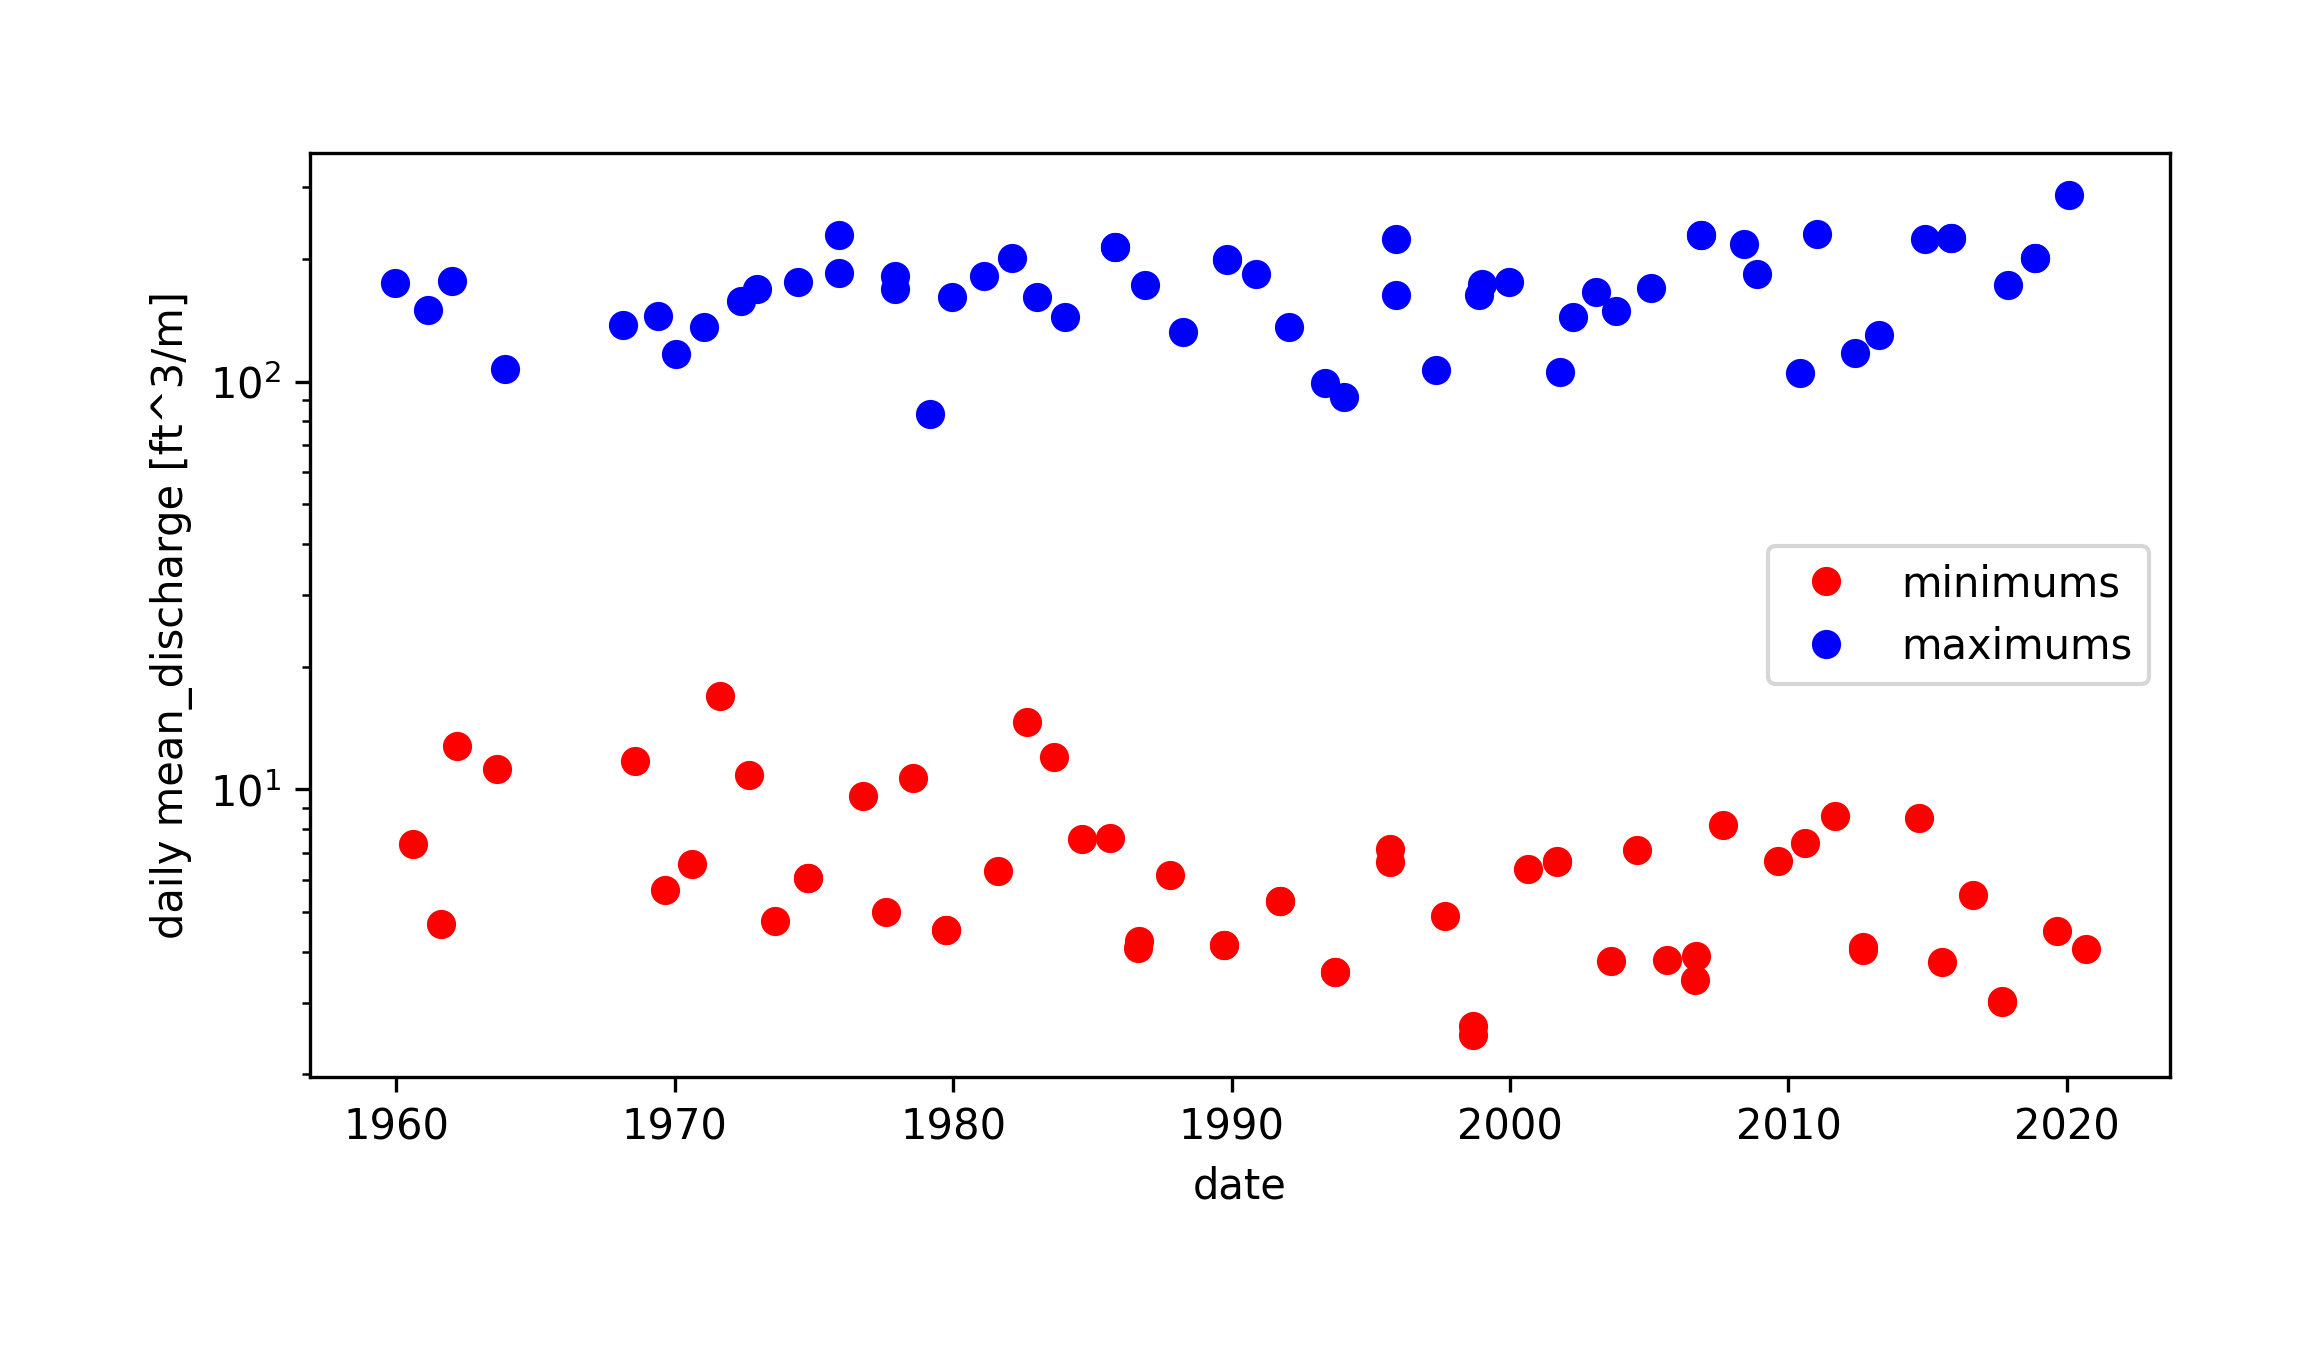 daily mean_discharge [ft^3/m]
10²
10¹
minimums
maximums
1960 1970 1980 1990 2000 2010 2020
date